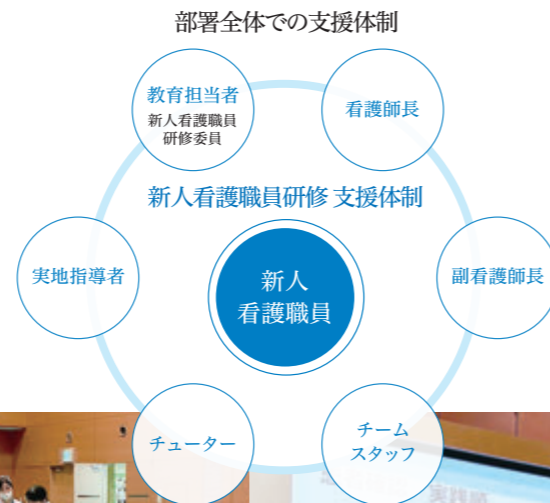 部署全体での支援体制
教育担当者
新人看護職員
研修委員
看護師長
新人看護職員研修 支援体制
実地指導者
新人
看護職員
副看護師長
チューター
チーム
スタッフ